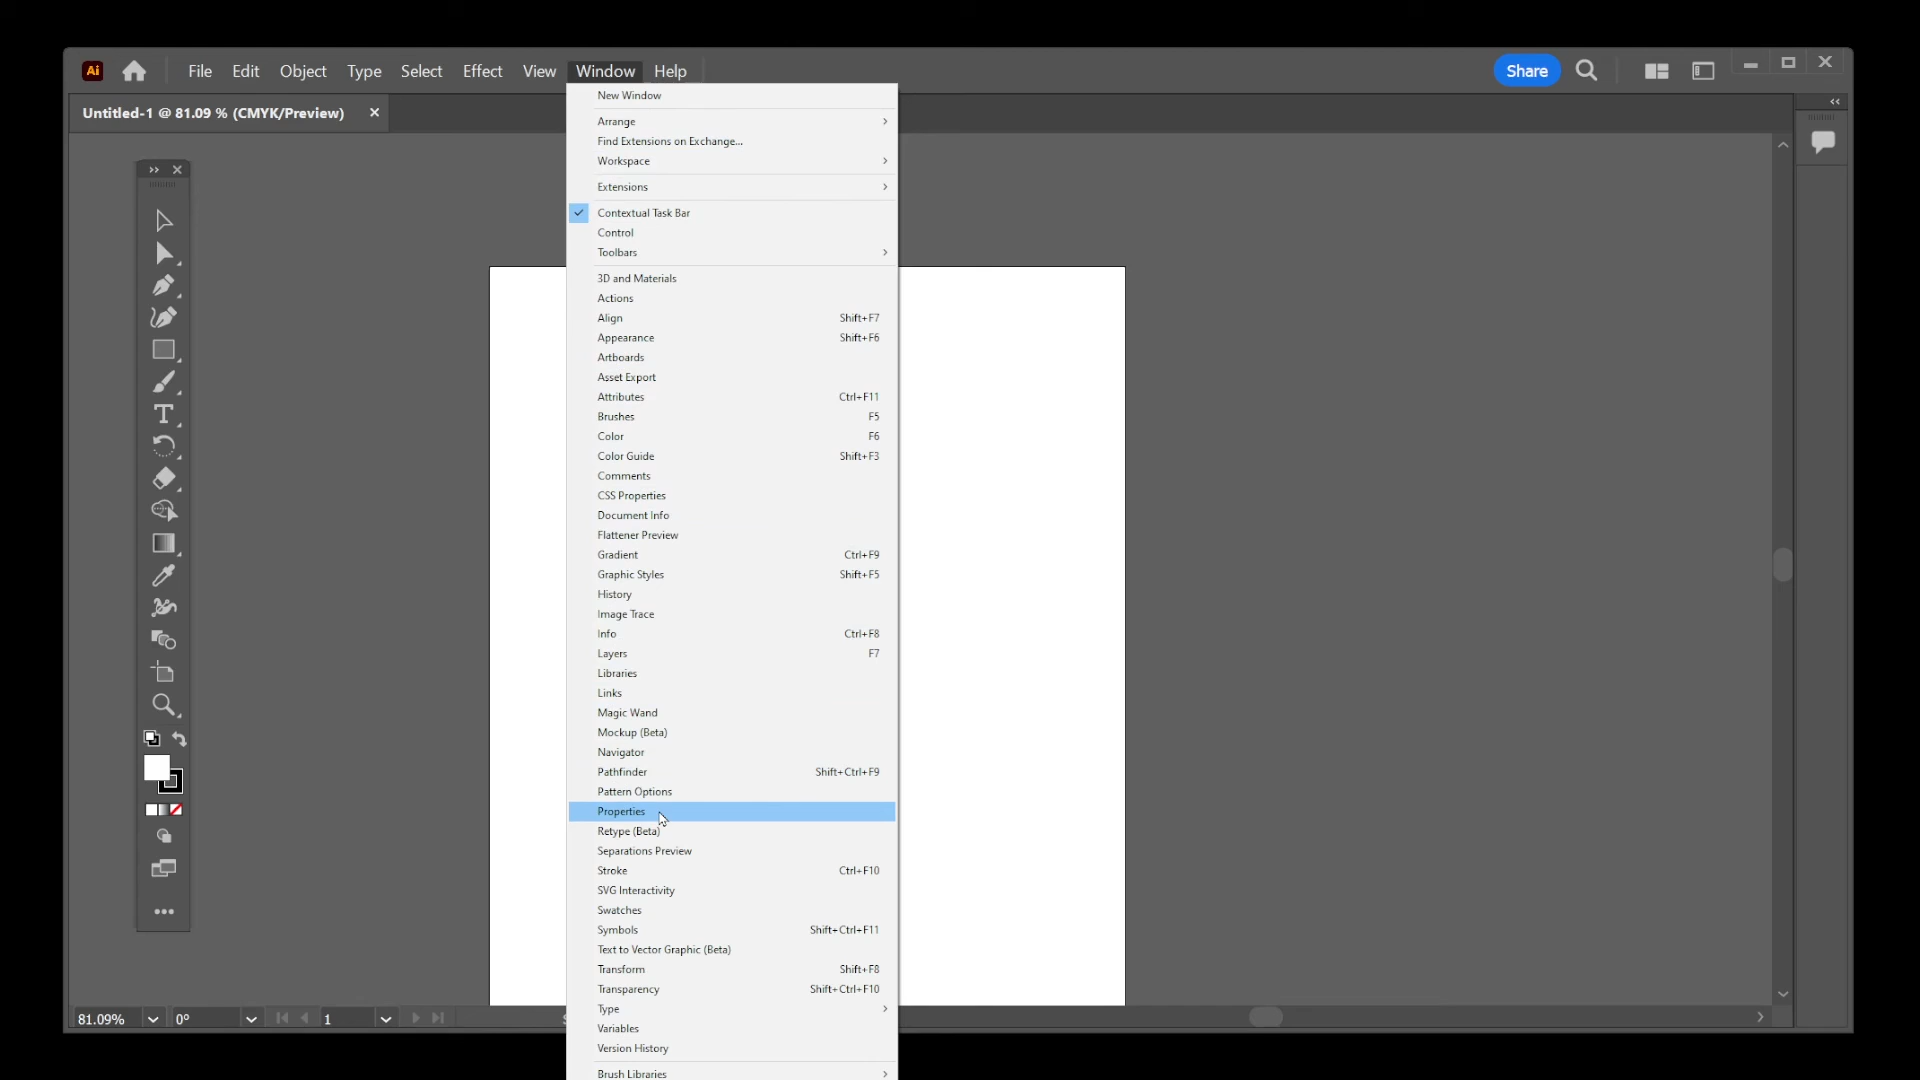 Ai File Edit Object Type Select Effect View Window Help Share
Untitled-1 @ 81.09 % (CMYK/Preview)
New Window
Arrange
Find Extensions on Exchange...
Workspace
Extensions
Contextual Task Bar
Control
Toolbars
3D and Materials
Actions
Align Shift+F7
Appearance Shift+F6
Artboards
Asset Export
Attributes Ctrl+F11
Brushes F5
Color F6
Color Guide Shift+F3
Comments
CSS Properties
Document Info
Flattener Preview
Gradient Ctrl+F9
Graphic Styles Shift+F5
History
Image Trace
Info Ctrl+F8
Layers F7
Libraries
Links
Magic Wand
Mockup (Beta)
Navigator
Pathfinder Shift+Ctrl+F9
Pattern Options
Properties
Retype (Beta)
Separations Preview
Stroke Ctrl+F10
SVG Interactivity
Swatches
Symbols Shift+Ctrl+F11
Text to Vector Graphic (Beta)
Transform Shift+F8
Transparency Shift+Ctrl+F10
Type
Variables
Version History
Brush Libraries
81.09% 0° 1